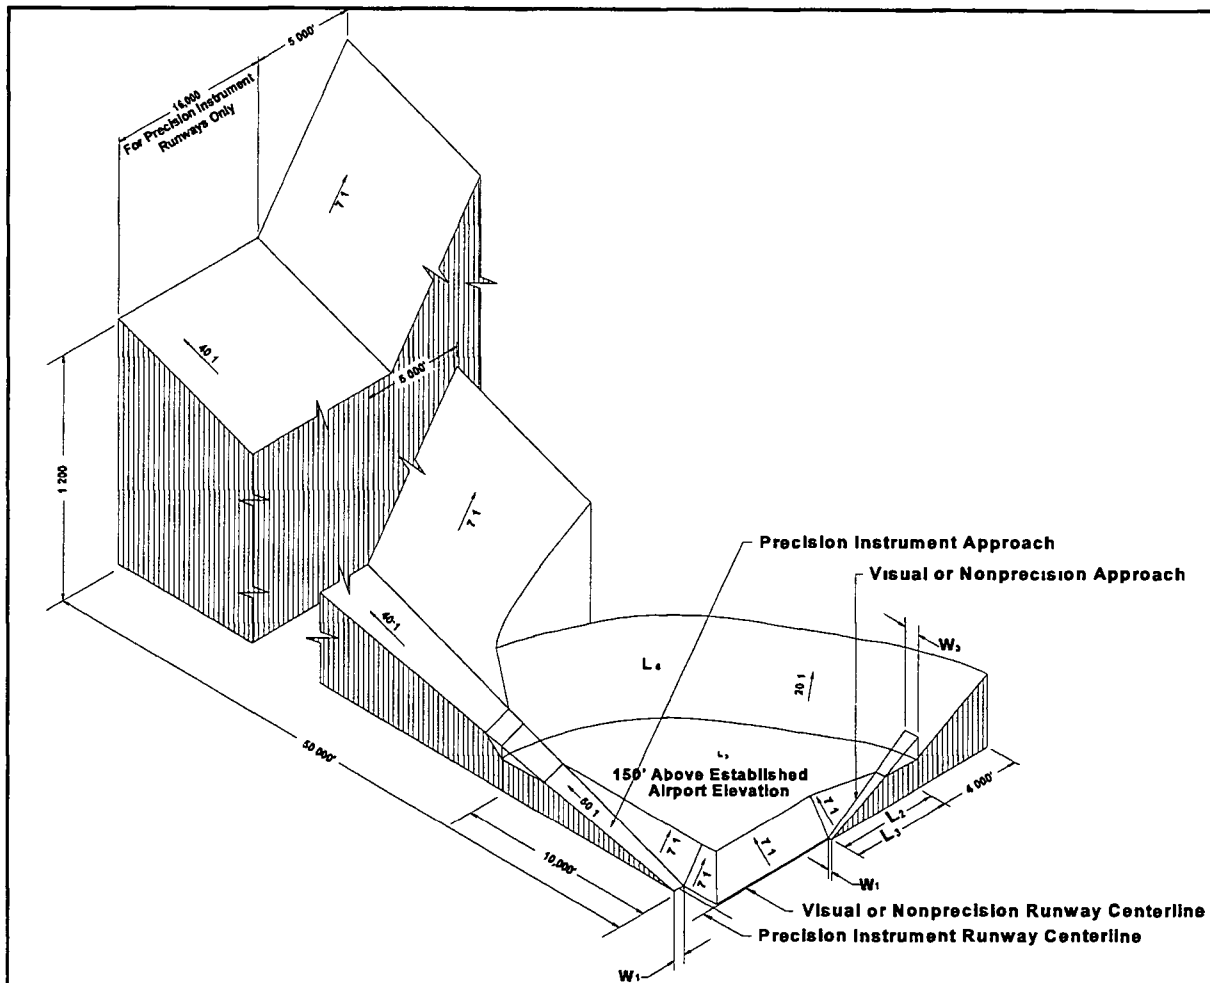 5 000'
16,000
For Precision Instrument
Runways Only
7 1
40 1
5 000'
1 200
7 1
Precision Instrument Approach
Visual or Nonprecision Approach
40·1
W₃
L₄
20 1
50 000'
L₃
150' Above Established
Airport Elevation
4 000'
50 1
7 1
7 1
7 1
7 1
L₂
L₃
10,000'
W₁
Visual or Nonprecision Runway Centerline
Precision Instrument Runway Centerline
W₁